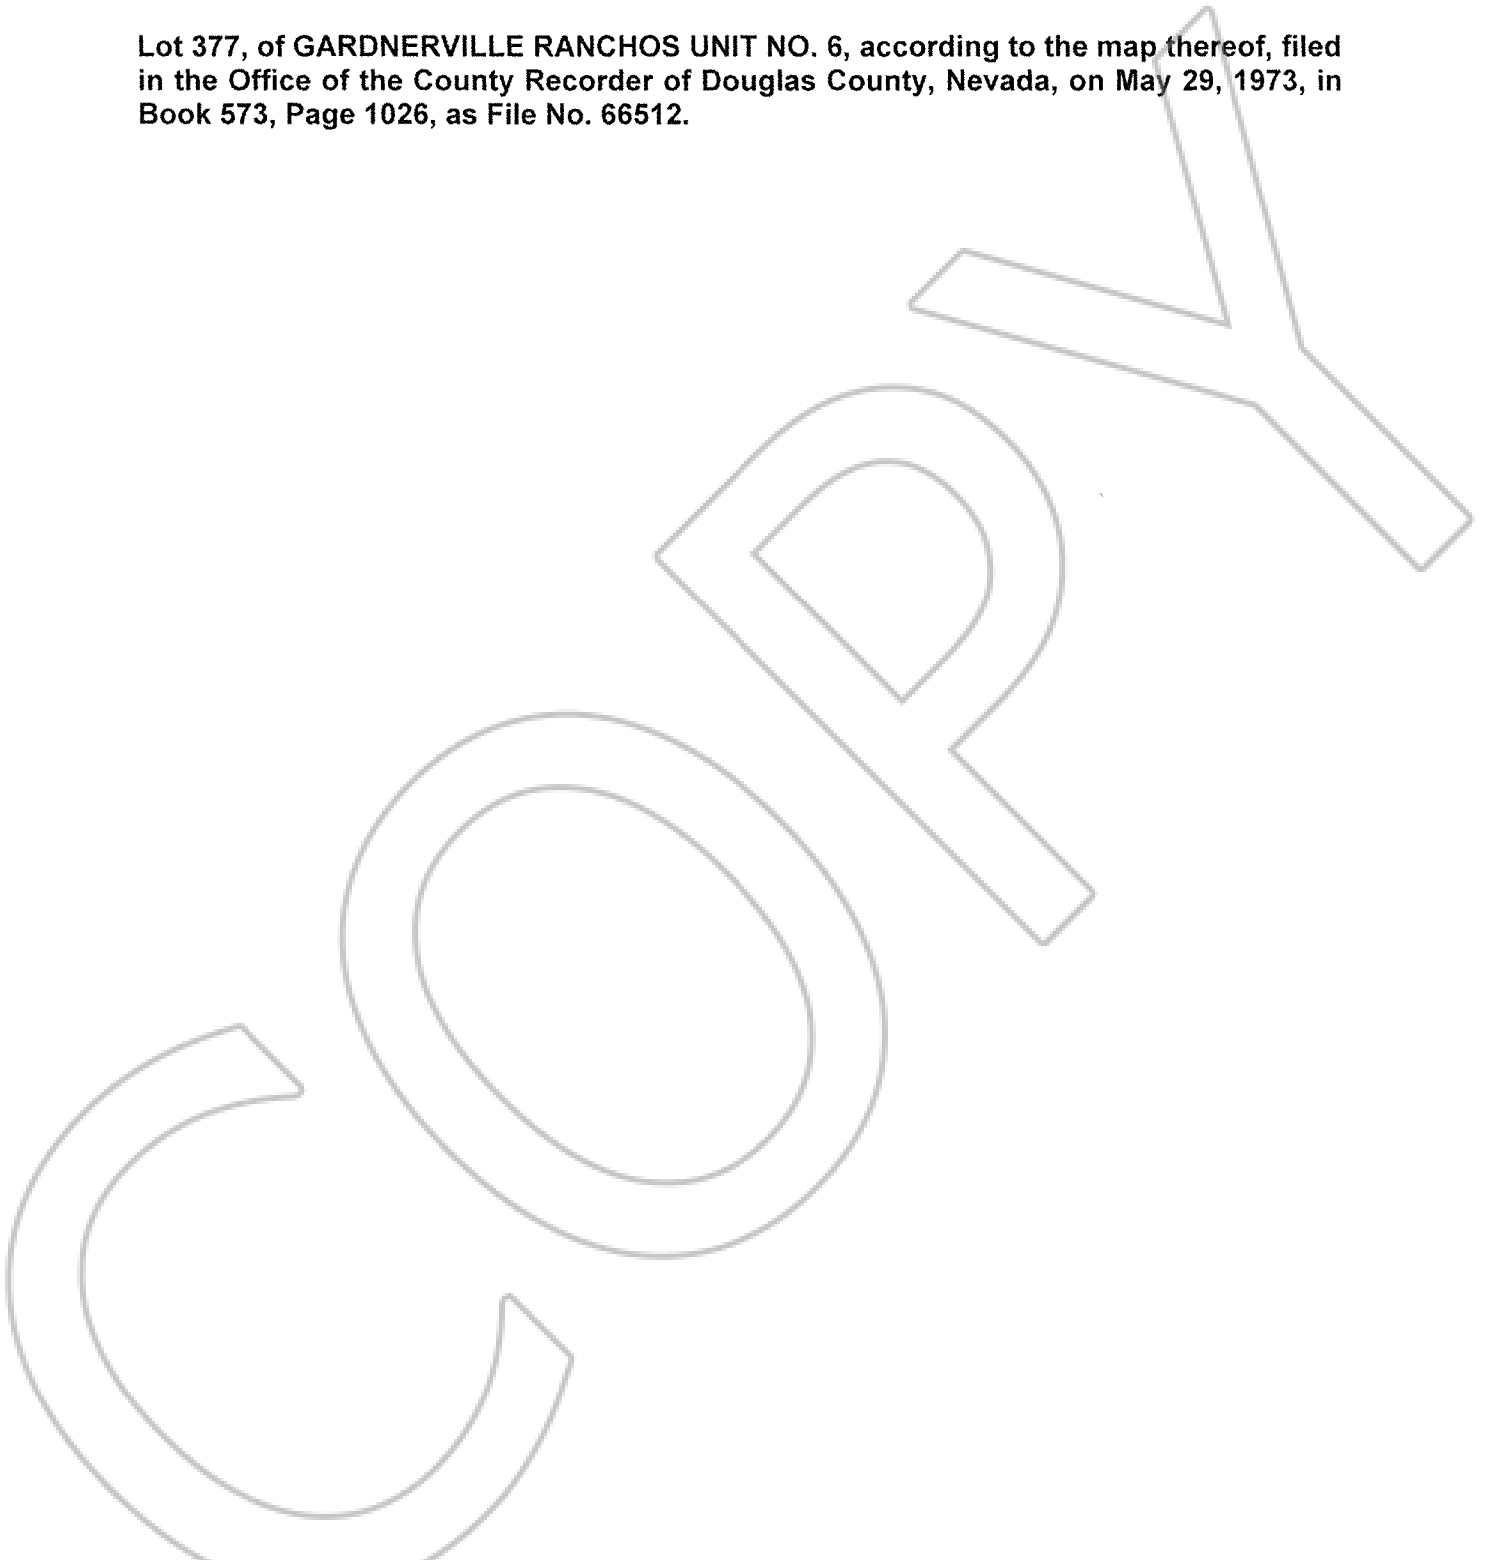 Lot 377, of GARDNERVILLE RANCHOS UNIT NO. 6, according to the map thereof, filed
in the Office of the County Recorder of Douglas County, Nevada, on May 29, 1973, in
Book 573, Page 1026, as File No. 66512.
COPY